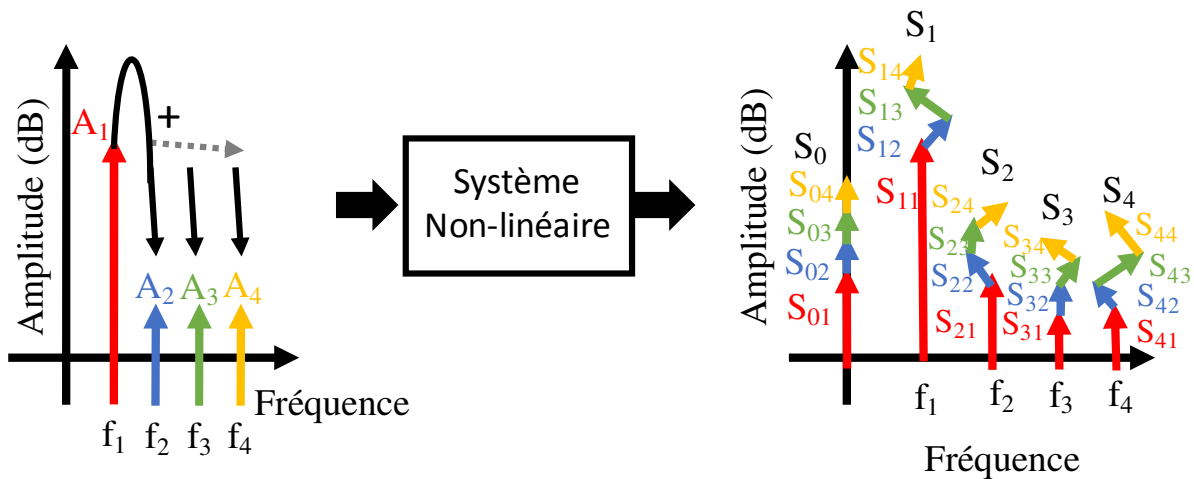 Amplitude (dB)
A₁
+
A₂ A₃ A₄
f₁ f₂ f₃ f₄
Fréquence
Système
Non-linéaire
Amplitude (dB)
S₀
S₀₄
S₀₃
S₀₂
S₀₁
S₁
S₁₄
S₁₃
S₁₂
S₁₁
S₂
S₂₄
S₂₃
S₂₂
S₂₁
S₃
S₃₄
S₃₃
S₃₂
S₃₁
S₄
S₄₄
S₄₃
S₄₂
S₄₁
f₁ f₂ f₃ f₄
Fréquence